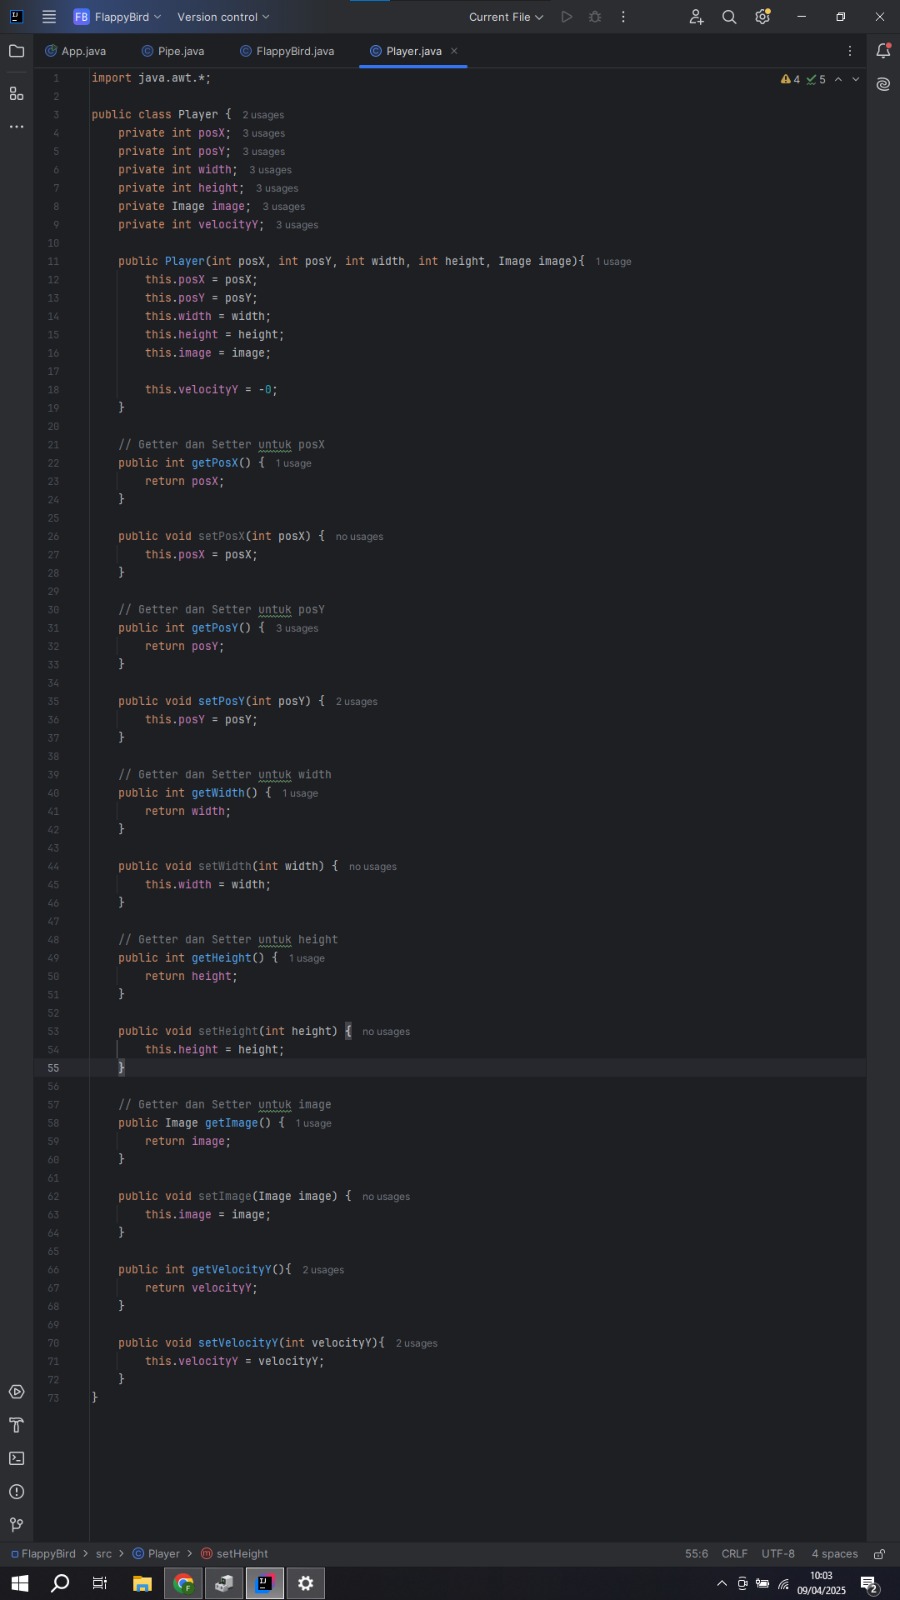 FB FlappyBird Version control Current File
App.java Pipe.java FlappyBird.java Player.java
1 import java.awt.*; 4 5
2
3 public class Player { 2 usages
4 private int posX; 3 usages
5 private int posY; 3 usages
6 private int width; 3 usages
7 private int height; 3 usages
8 private Image image; 3 usages
9 private int velocityY; 3 usages
10
11 public Player(int posX, int posY, int width, int height, Image image){ 1 usage
12 this.posX = posX;
13 this.posY = posY;
14 this.width = width;
15 this.height = height;
16 this.image = image;
17
18 this.velocityY = -0;
19 }
20
21 // Getter dan Setter untuk posX
22 public int getPosX() { 1 usage
23 return posX;
24 }
25
26 public void setPosX(int posX) { no usages
27 this.posX = posX;
28 }
29
30 // Getter dan Setter untuk posY
31 public int getPosY() { 3 usages
32 return posY;
33 }
34
35 public void setPosY(int posY) { 2 usages
36 this.posY = posY;
37 }
38
39 // Getter dan Setter untuk width
40 public int getWidth() { 1 usage
41 return width;
42 }
43
44 public void setWidth(int width) { no usages
45 this.width = width;
46 }
47
48 // Getter dan Setter untuk height
49 public int getHeight() { 1 usage
50 return height;
51 }
52
53 public void setHeight(int height) { no usages
54 this.height = height;
55 }
56
57 // Getter dan Setter untuk image
58 public Image getImage() { 1 usage
59 return image;
60 }
61
62 public void setImage(Image image) { no usages
63 this.image = image;
64 }
65
66 public int getVelocityY(){ 2 usages
67 return velocityY;
68 }
69
70 public void setVelocityY(int velocityY){ 2 usages
71 this.velocityY = velocityY;
72 }
73 }
FlappyBird > src > Player > setHeight 55:6 CRLF UTF-8 4 spaces
10:03
09/04/2025
2